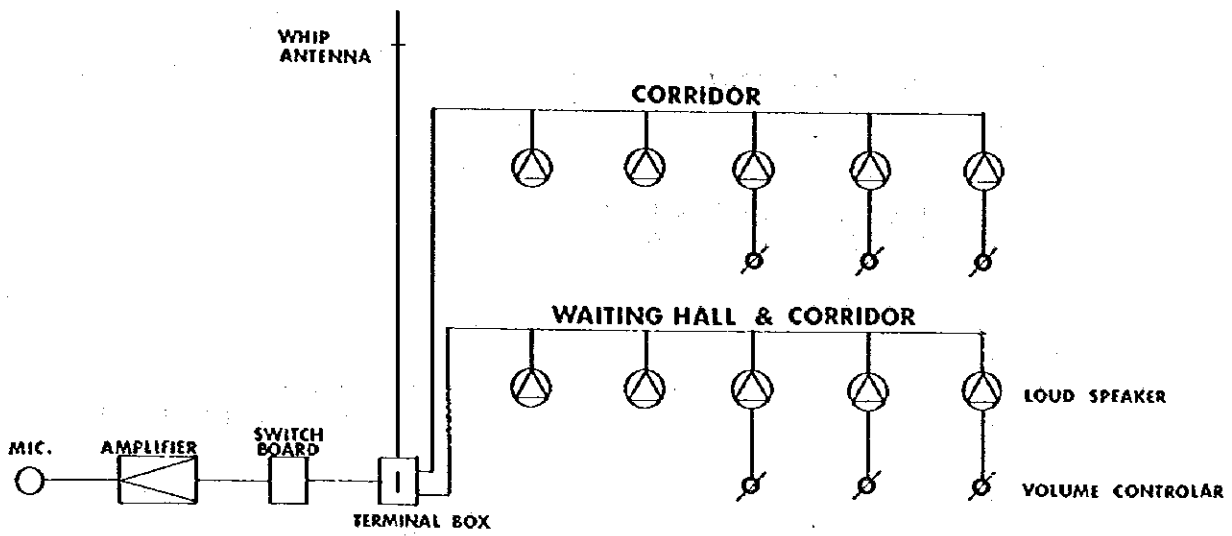 WHIP
ANTENNA
CORRIDOR
WAITING HALL & CORRIDOR
LOUD SPEAKER
MIC.
AMPLIFIER
SWITCH
BOARD
VOLUME CONTROLAR
TERMINAL BOX